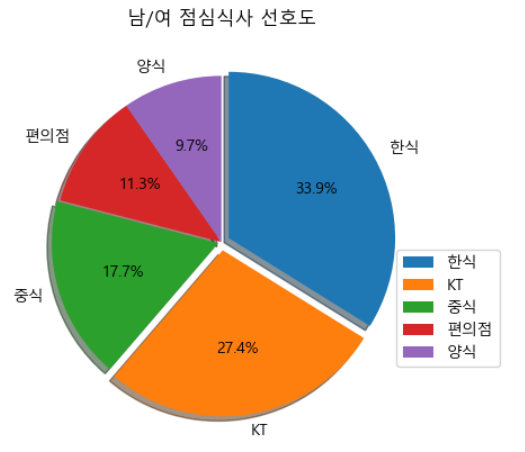 남/여 점심식사 선호도
양식
편의점
한식
9.7%
11.3%
33.9%
17.7%
중식
27.4%
KT
한식
KT
중식
편의점
양식